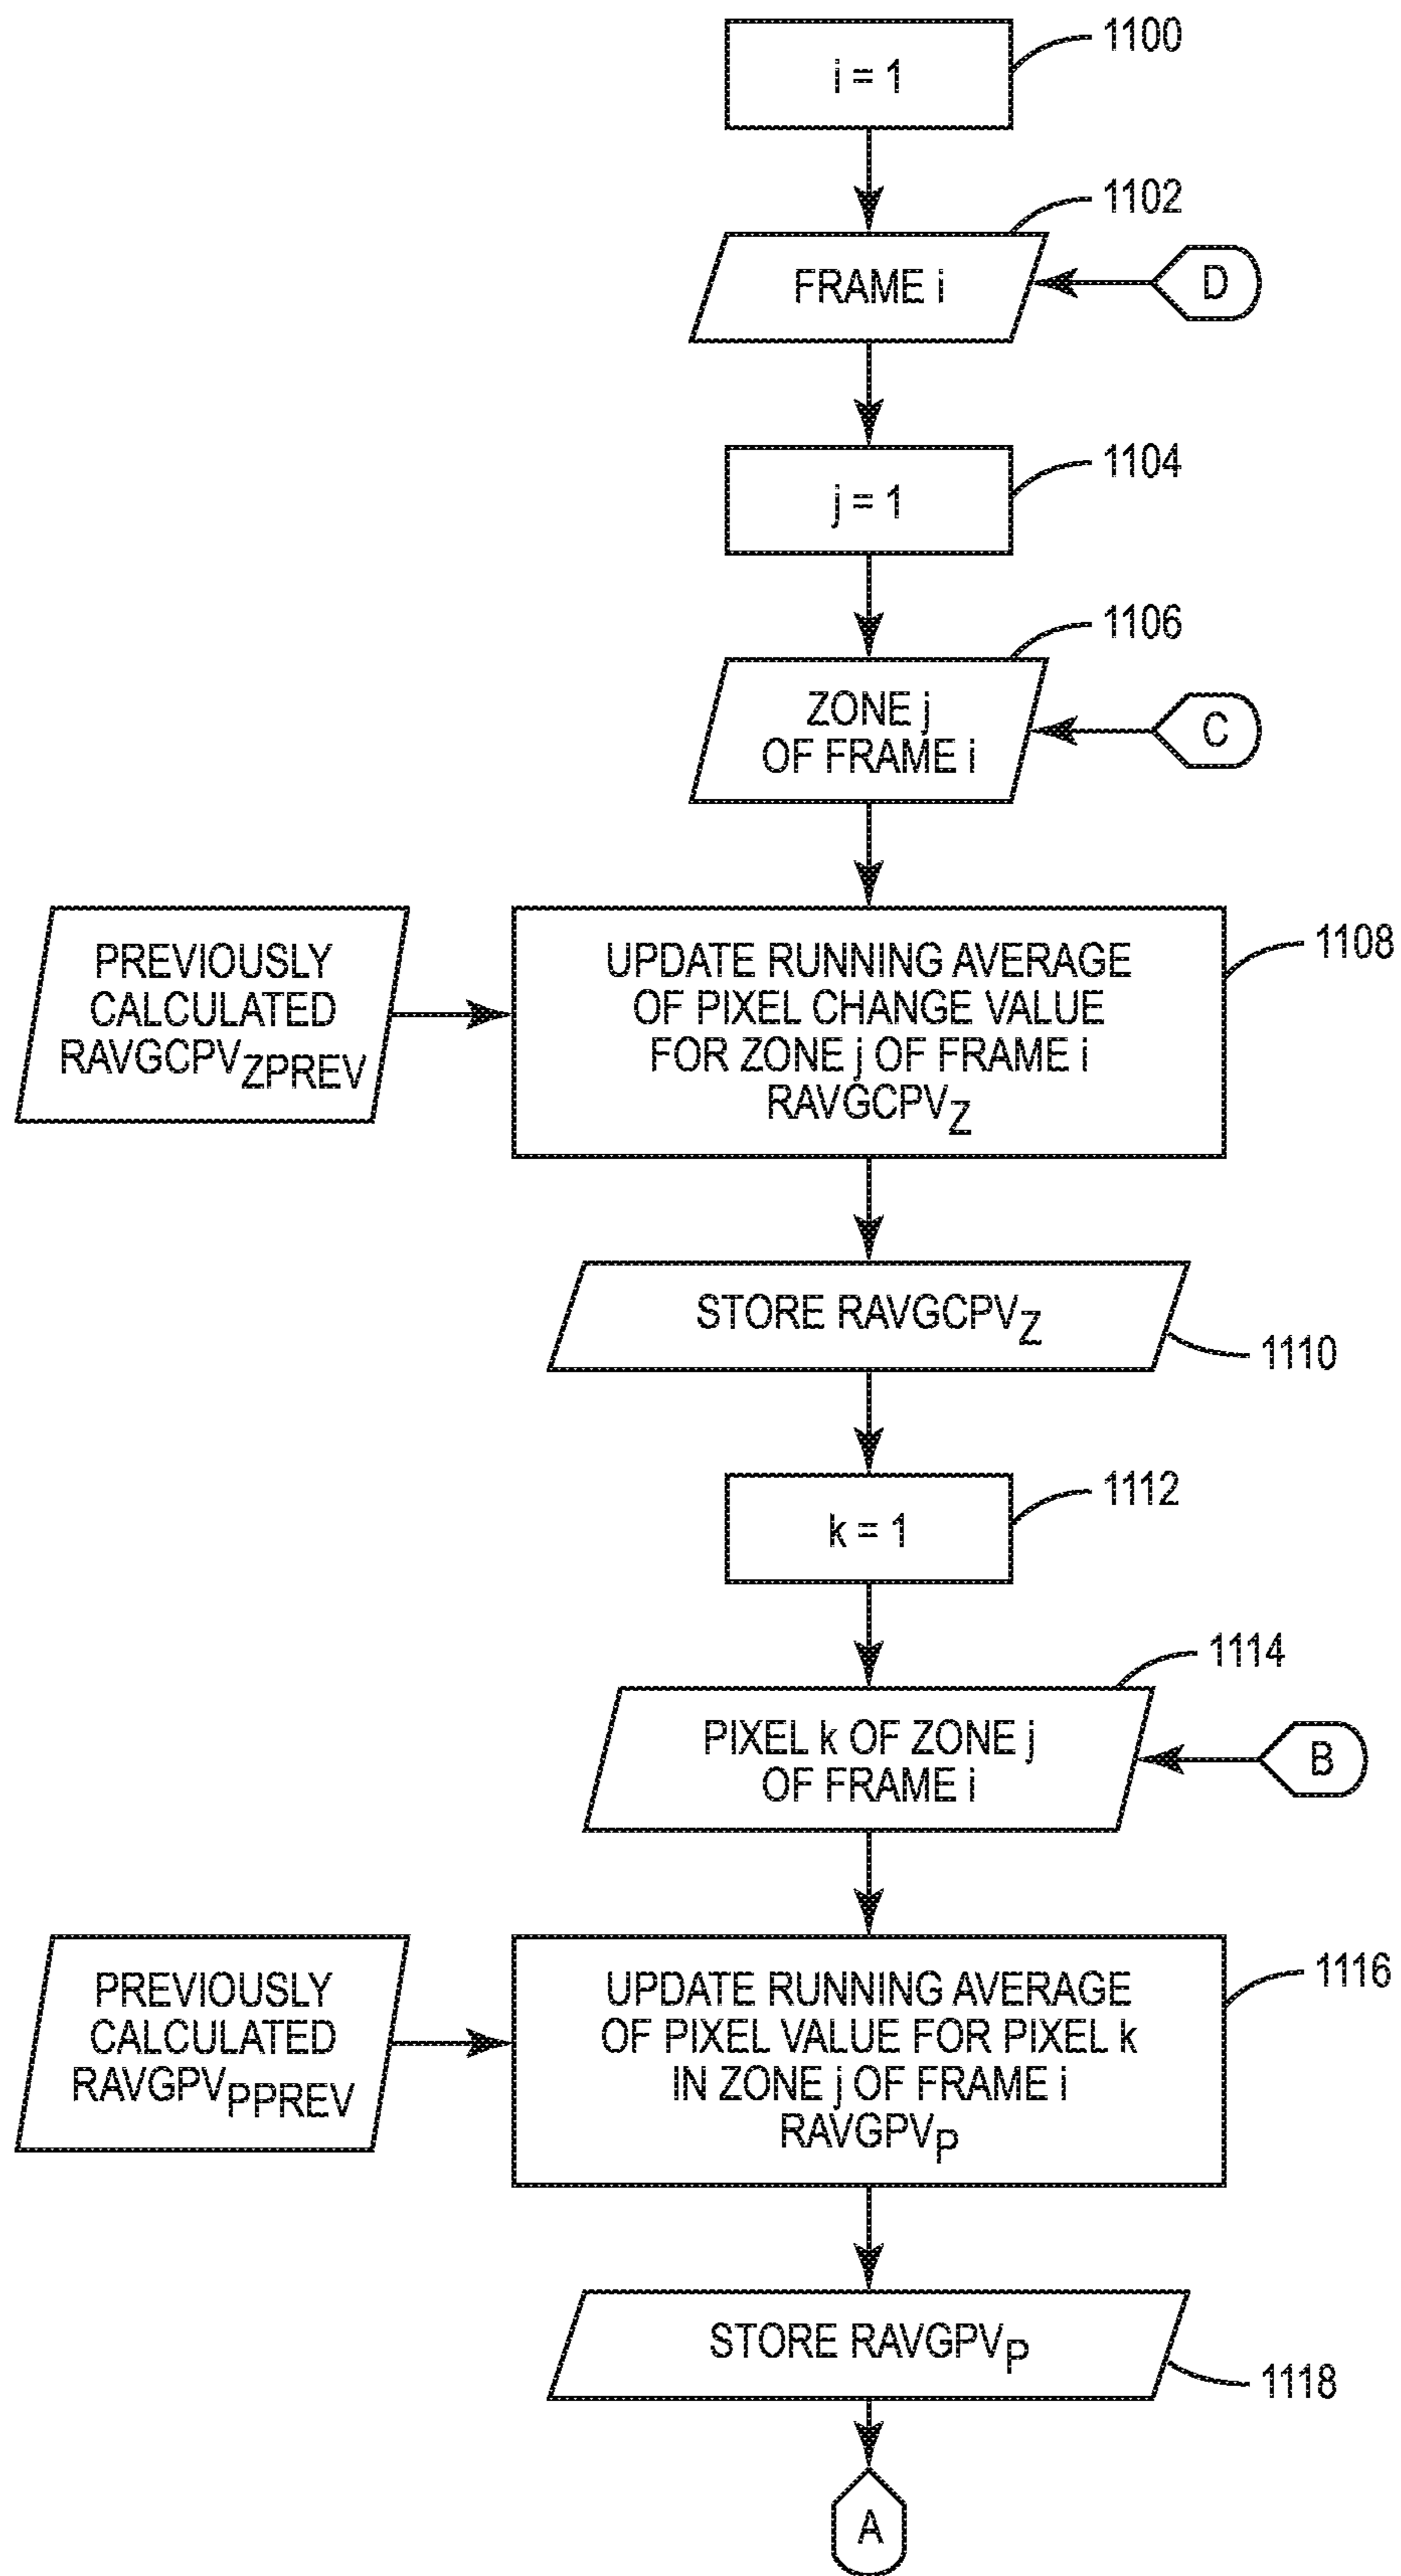 i = 1
1100
1102
FRAME i
D
1104
j = 1
1106
ZONE j
OF FRAME i
C
PREVIOUSLY
CALCULATED
RAVGCPVZPREV
UPDATE RUNNING AVERAGE
OF PIXEL CHANGE VALUE
FOR ZONE j OF FRAME i
RAVGCPVZ
1108
STORE RAVGCPVZ
1110
1112
k = 1
1114
PIXEL k OF ZONE j
OF FRAME i
B
PREVIOUSLY
CALCULATED
RAVGPVPPREV
UPDATE RUNNING AVERAGE
OF PIXEL VALUE FOR PIXEL k
IN ZONE j OF FRAME i
RAVGPVP
1116
STORE RAVGPVP
1118
A